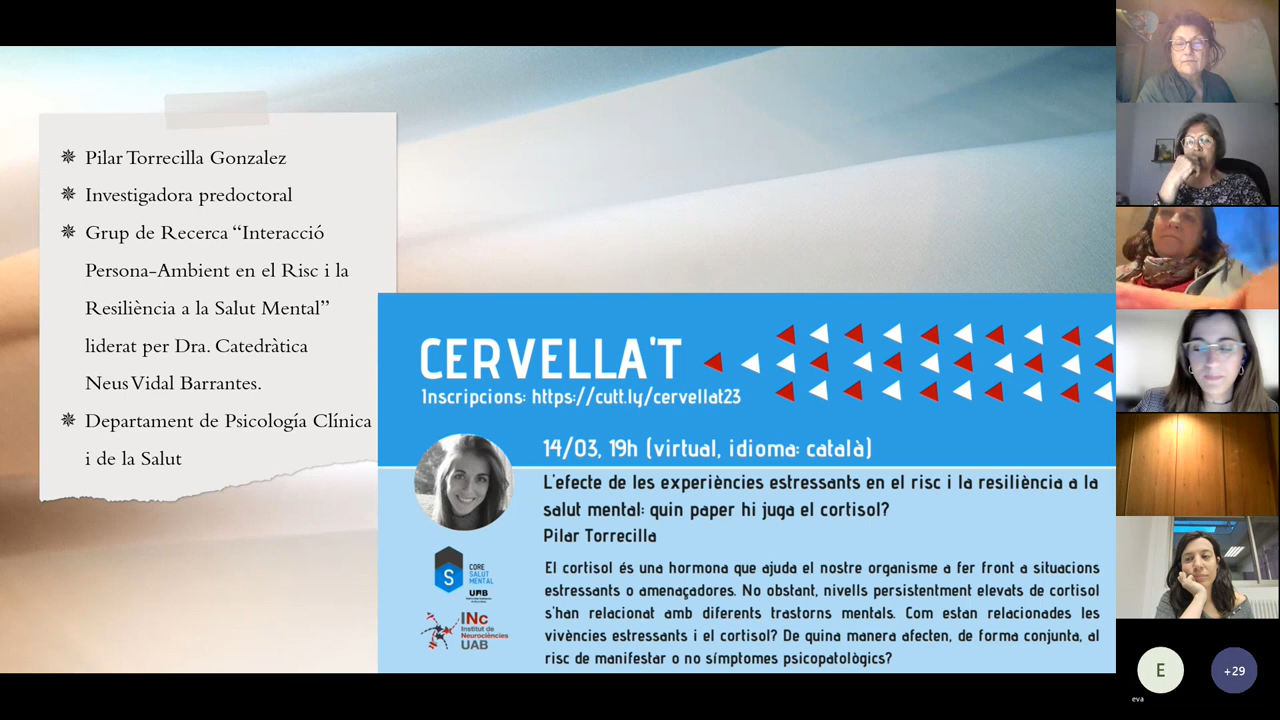 Pilar Torrecilla Gonzalez
Investigadora predoctoral
Grup de Recerca “Interacció
Persona-Ambient en el Risc i la
Resiliència a la Salut Mental”
liderat per Dra. Catedràtica
Neus Vidal Barrantes.
Departament de Psicología Clínica
i de la Salut
CERVELLA'T
Inscripcions: https://cutt.ly/cervellat23
14/03, 19h (virtual, idioma: català)
L'efecte de les experiències estressants en el risc i la resiliència a la
salut mental: quin paper hi juga el cortisol?
Pilar Torrecilla
El cortisol és una hormona que ajuda el nostre organisme a fer front a situacions
estressants o amenaçadores. No obstant, nivells persistentment elevats de cortisol
s'han relacionat amb diferents trastorns mentals. Com estan relacionades les
vivències estressants i el cortisol? De quina manera afecten, de forma conjunta, al
risc de manifestar o no símptomes psicopatològics?
S
CORE
SALUT
MENTAL
UAB
INc
Institut de
Neurociències
UAB
E
+29
eva